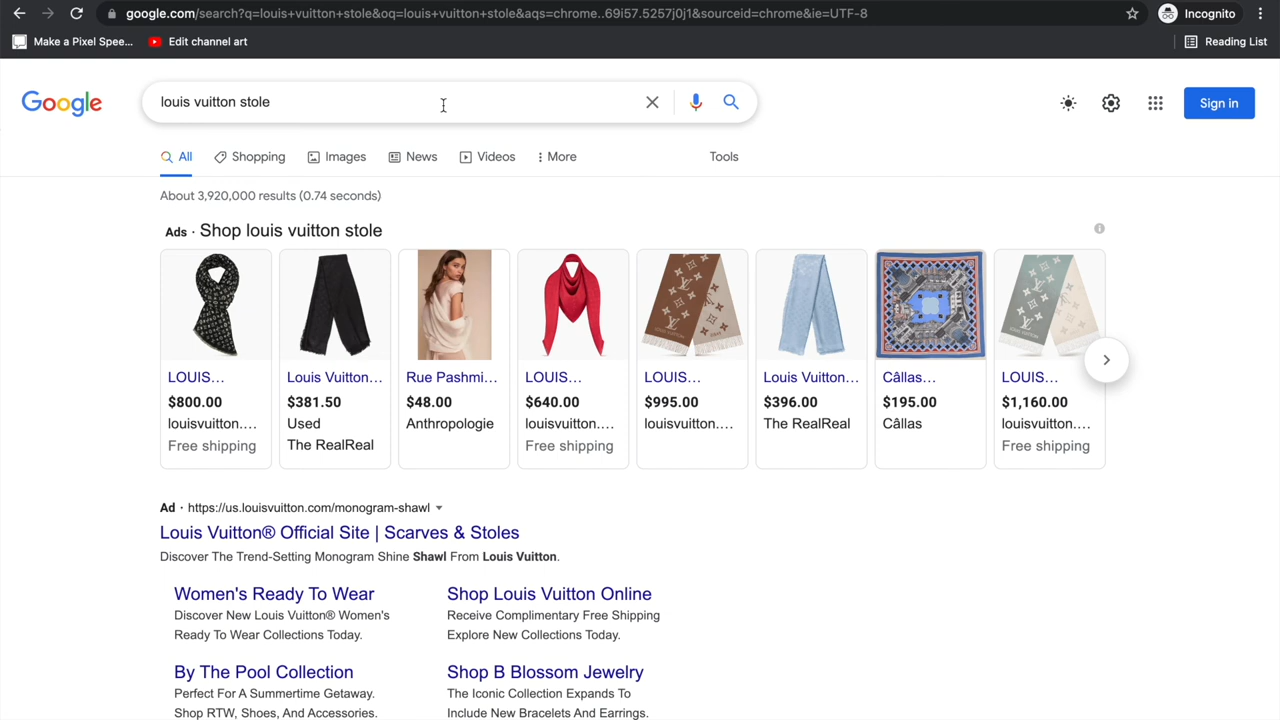 google.com/search?q=louis+vuitton+stole&oq=louis+vuitton+stole&aqs=chrome..69i57.5257j0j1&sourceid=chrome&ie=UTF-8
Incognito
Make a Pixel Spee...
Edit channel art
Reading List
Google
louis vuitton stole
Sign in
All
Shopping
Images
News
Videos
More
Tools
About 3,920,000 results (0.74 seconds)
Ads · Shop louis vuitton stole
LOUIS...
$800.00
louisvuitton....
Free shipping
Louis Vuitton...
$381.50
Used
The RealReal
Rue Pashmi...
$48.00
Anthropologie
LOUIS...
$640.00
louisvuitton....
Free shipping
LOUIS...
$995.00
louisvuitton....
Louis Vuitton...
$396.00
The RealReal
Câllas...
$195.00
Câllas
LOUIS...
$1,160.00
louisvuitton....
Free shipping
Ad · https://us.louisvuitton.com/monogram-shawl
Louis Vuitton® Official Site | Scarves & Stoles
Discover The Trend-Setting Monogram Shine Shawl From Louis Vuitton.
Women's Ready To Wear
Discover New Louis Vuitton® Women's
Ready To Wear Collections Today.
Shop Louis Vuitton Online
Receive Complimentary Free Shipping
Explore New Collections Today.
By The Pool Collection
Perfect For A Summertime Getaway.
Shop RTW, Shoes, And Accessories.
Shop B Blossom Jewelry
The Iconic Collection Expands To
Include New Bracelets And Earrings.